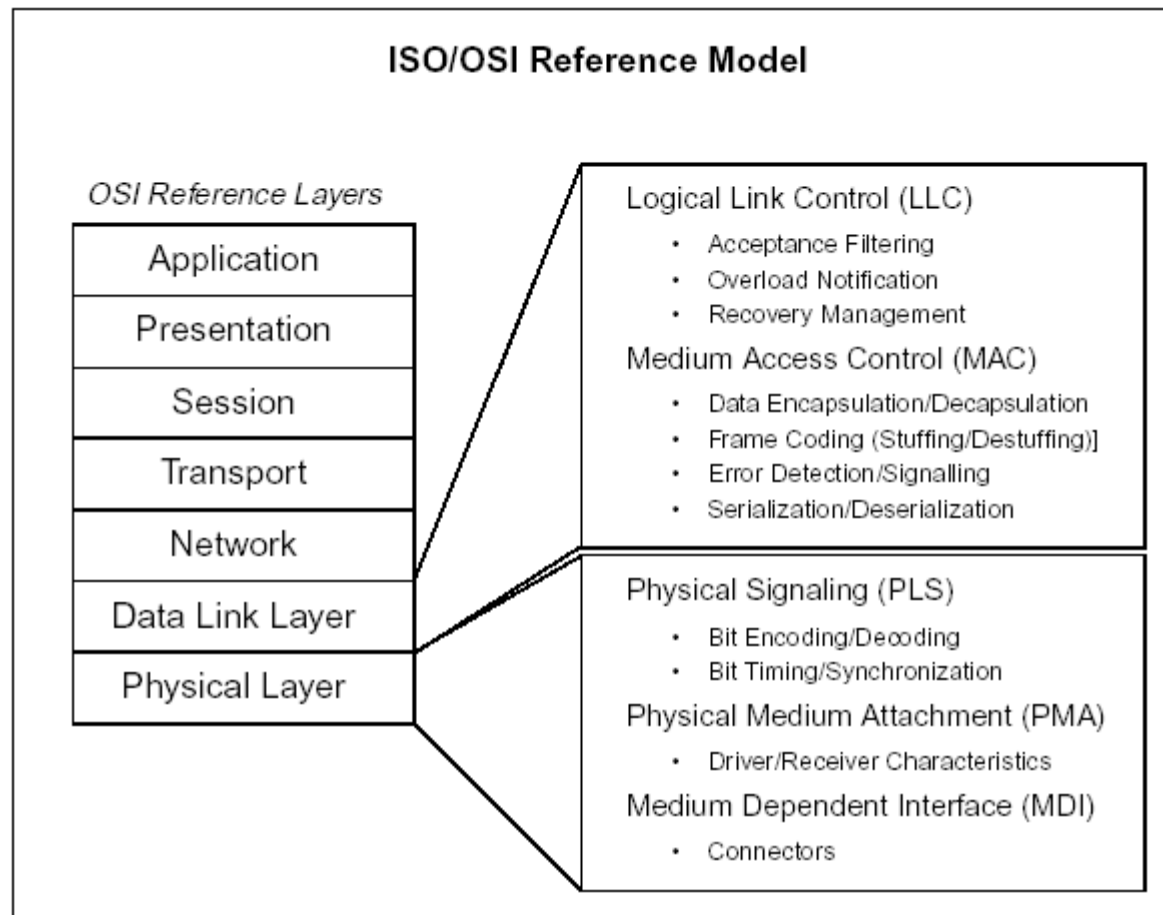 ISO/OSI Reference Model
OSI Reference Layers
Application
Presentation
Session
Transport
Network
Data Link Layer
Physical Layer
Logical Link Control (LLC)
• Acceptance Filtering
• Overload Notification
• Recovery Management
Medium Access Control (MAC)
• Data Encapsulation/Decapsulation
• Frame Coding (Stuffing/Destuffing)]
• Error Detection/Signalling
• Serialization/Deserialization
Physical Signaling (PLS)
• Bit Encoding/Decoding
• Bit Timing/Synchronization
Physical Medium Attachment (PMA)
• Driver/Receiver Characteristics
Medium Dependent Interface (MDI)
• Connectors